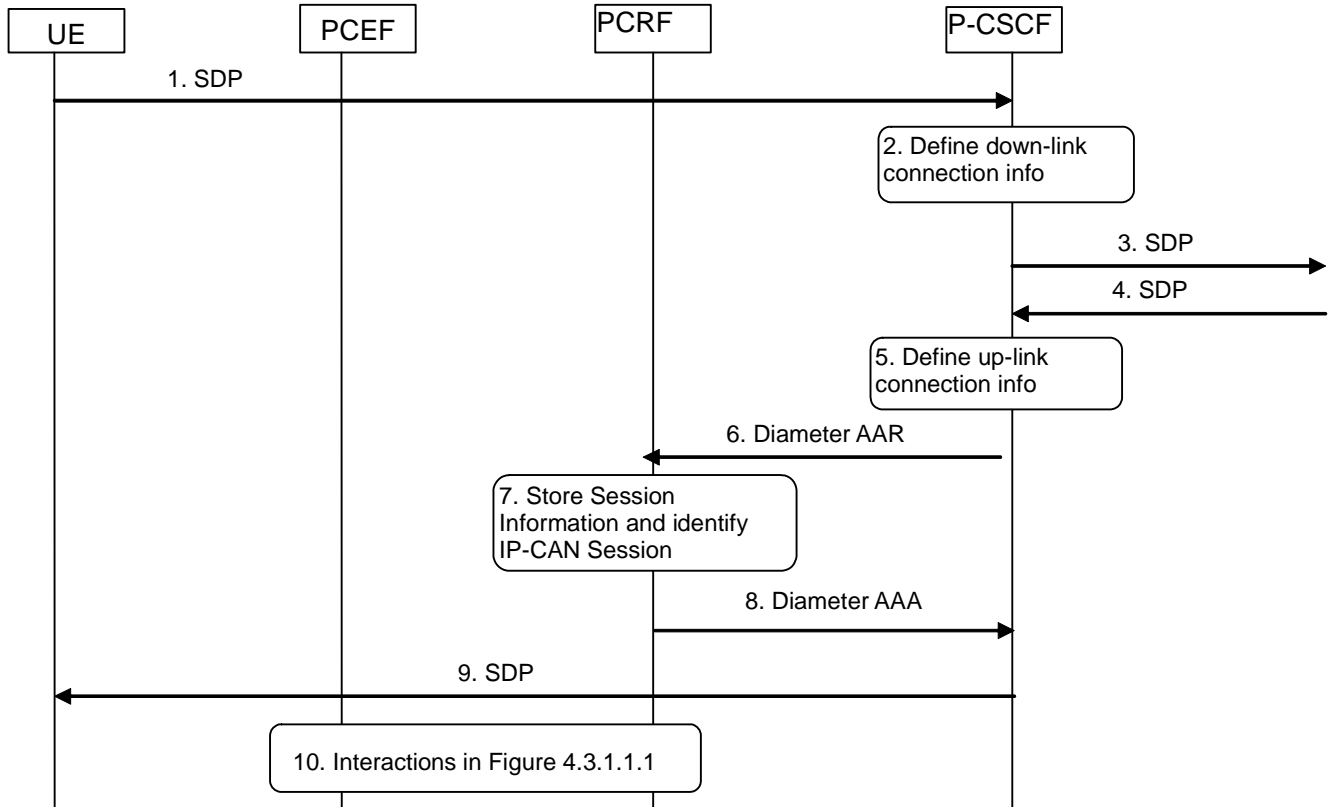 UE
PCEF
PCRF
P-CSCF
1. SDP
2. Define down-link
connection info
3. SDP
4. SDP
5. Define up-link
connection info
6. Diameter AAR
7. Store Session
Information and identify
IP-CAN Session
8. Diameter AAA
9. SDP
10. Interactions in Figure 4.3.1.1.1